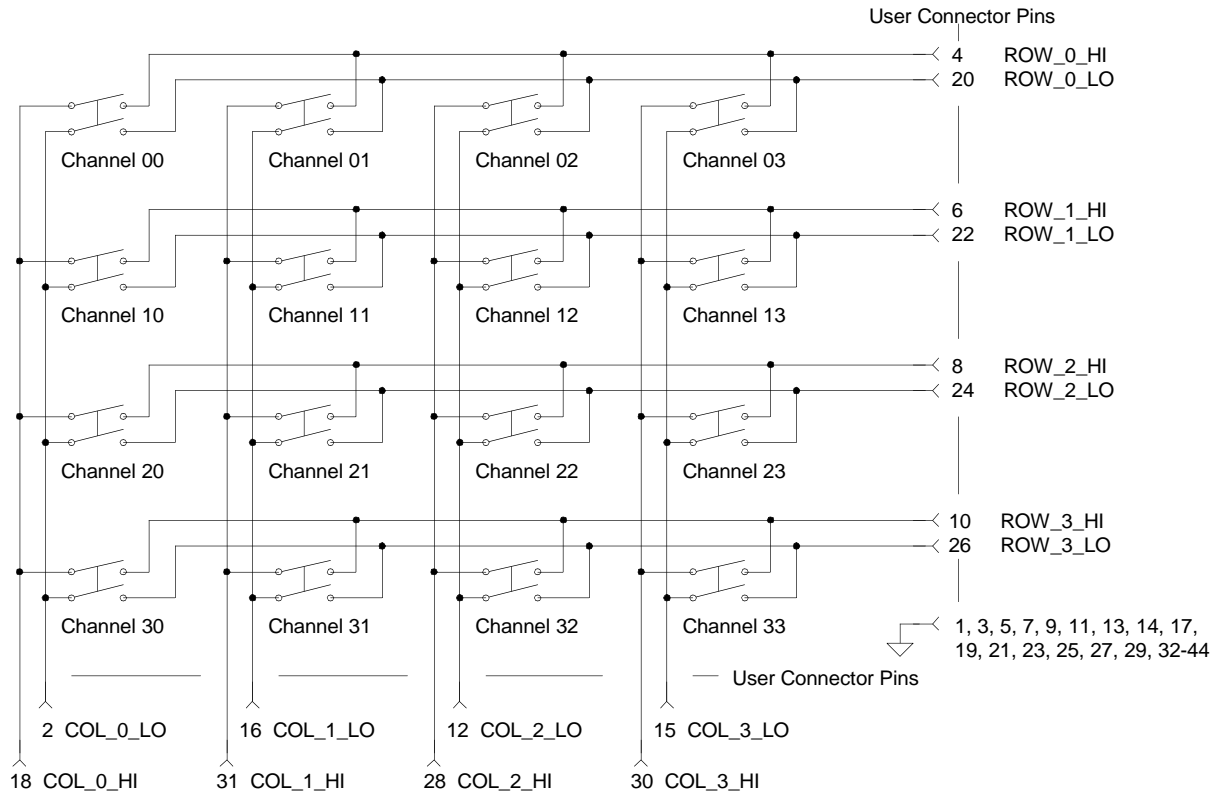 User Connector Pins
4 ROW_0_HI
20 ROW_0_LO
Channel 00 Channel 01 Channel 02 Channel 03
6 ROW_1_HI
22 ROW_1_LO
Channel 10 Channel 11 Channel 12 Channel 13
8 ROW_2_HI
24 ROW_2_LO
Channel 20 Channel 21 Channel 22 Channel 23
10 ROW_3_HI
26 ROW_3_LO
Channel 30 Channel 31 Channel 32 Channel 33
1, 3, 5, 7, 9, 11, 13, 14, 17,
19, 21, 23, 25, 27, 29, 32-44
User Connector Pins
2 COL_0_LO 16 COL_1_LO 12 COL_2_LO 15 COL_3_LO
18 COL_0_HI 31 COL_1_HI 28 COL_2_HI 30 COL_3_HI